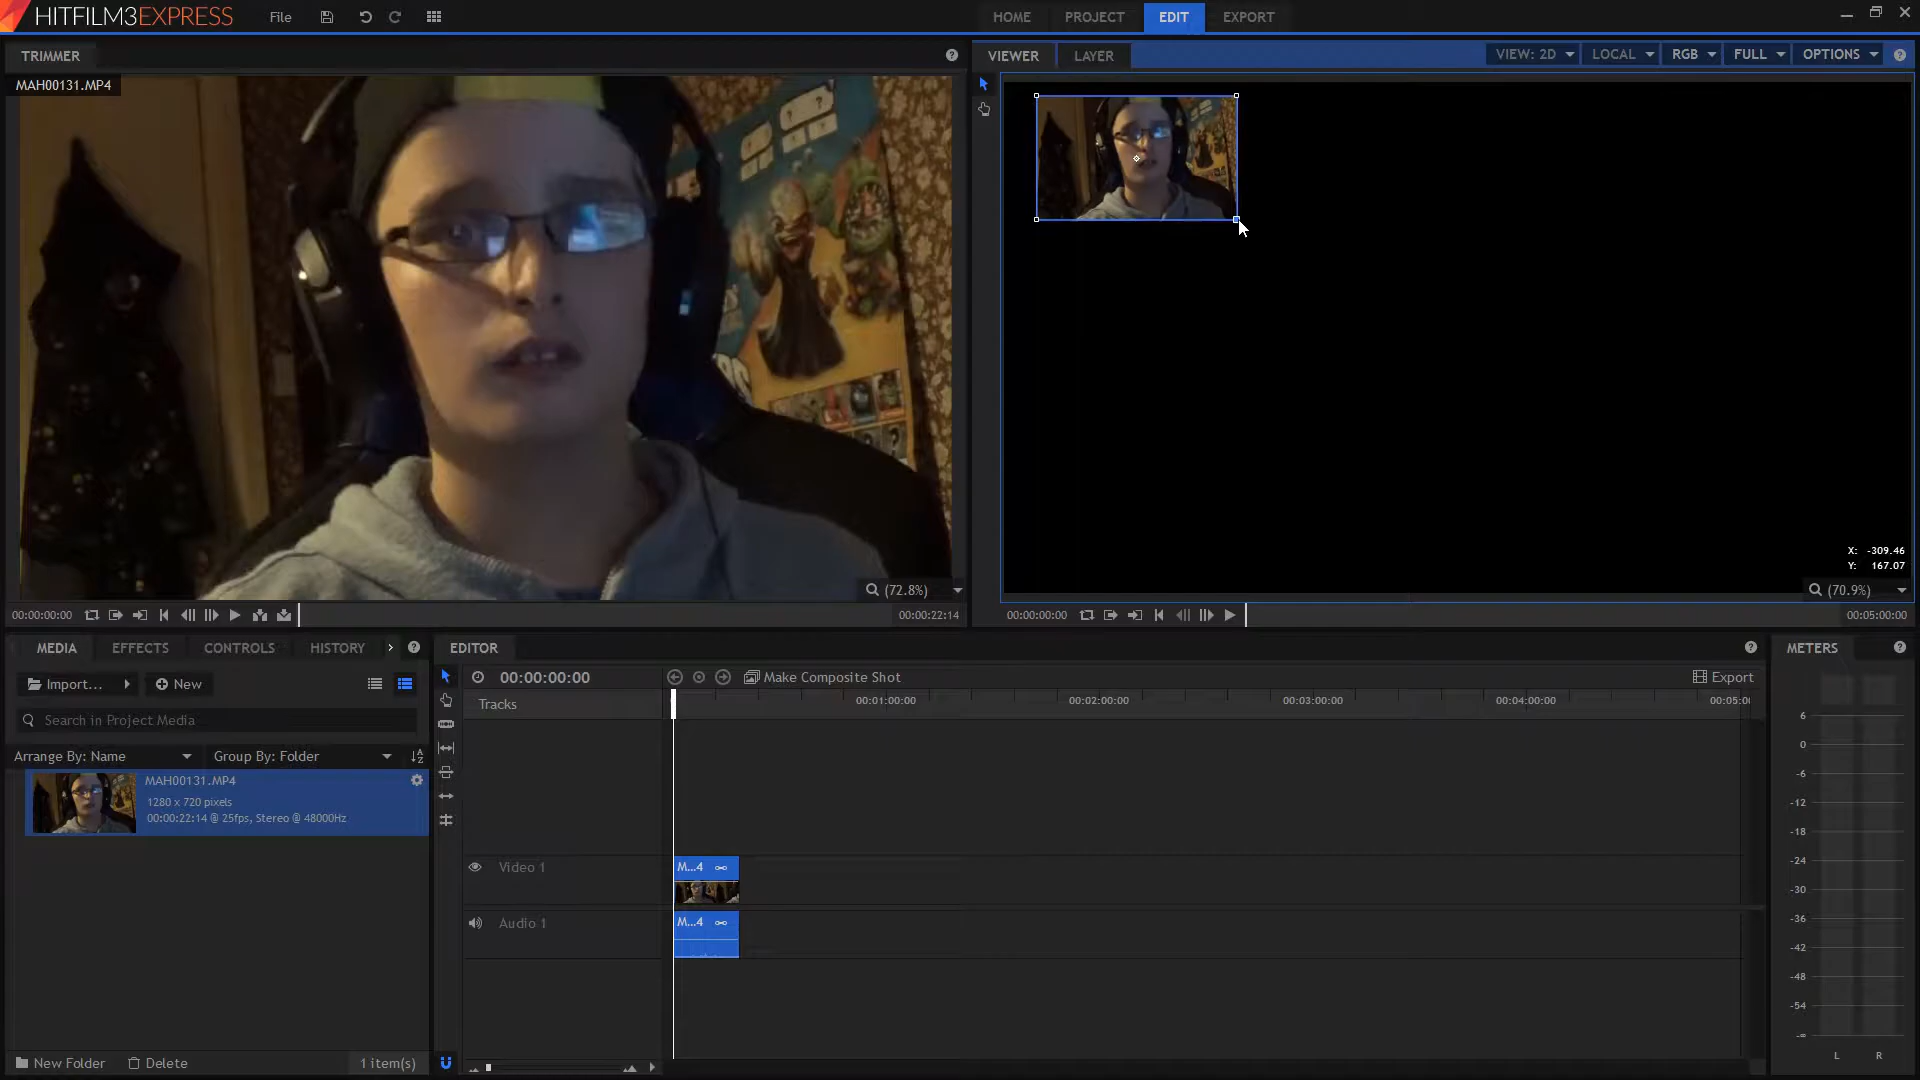 HITFILM3EXPRESS File HOME PROJECT EDIT EXPORT
TRIMMER
MAH00131.MP4
VIEWER LAYER VIEW: 2D LOCAL RGB FULL OPTIONS
X: -309.46
Y: 167.07
(72.8%)
(70.9%)
00:00:00:00 00:00:22:14
00:00:00:00 00:05:00:00
MEDIA EFFECTS CONTROLS HISTORY
Import... New
Search in Project Media
Arrange By: Name Group By: Folder
MAH00131.MP4
1280 x 720 pixels
00:00:22:14 @ 25fps, Stereo @ 48000Hz
New Folder Delete 1 item(s)
EDITOR
00:00:00:00 Make Composite Shot Export
Tracks 00:01:00:00 00:02:00:00 00:03:00:00 00:04:00:00 00:05:0
Video 1 M...4
Audio 1 M...4
METERS
6
0
-6
-12
-18
-24
-30
-36
-42
-48
-54
-∞
L R